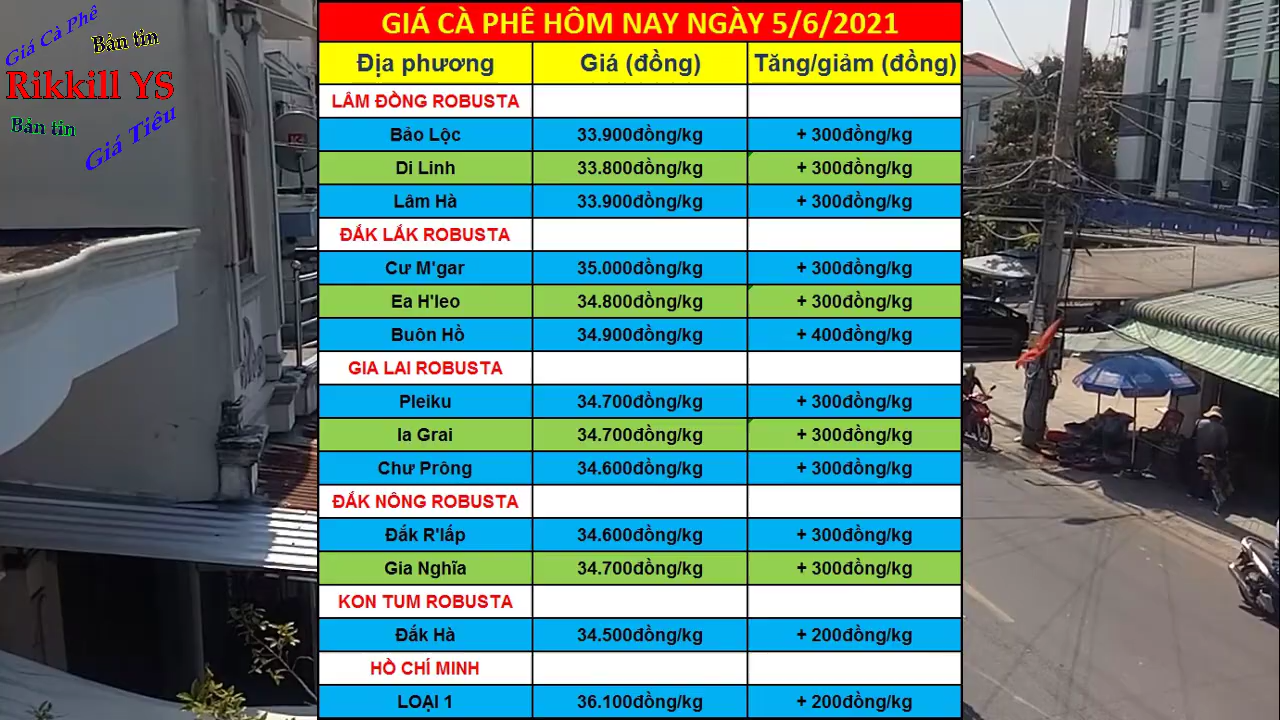 Giá Cà Phê
Bản tin
Rikkill YS
Bản tin
Giá Tiêu
GIÁ CÀ PHÊ HÔM NAY NGÀY 5/6/2021
Địa phương Giá (đồng) Tăng/giảm (đồng)
LÂM ĐỒNG ROBUSTA
Bảo Lộc 33.900đồng/kg + 300đồng/kg
Di Linh 33.800đồng/kg + 300đồng/kg
Lâm Hà 33.900đồng/kg + 300đồng/kg
ĐẮK LẮK ROBUSTA
Cư M'gar 35.000đồng/kg + 300đồng/kg
Ea H'leo 34.800đồng/kg + 300đồng/kg
Buôn Hồ 34.900đồng/kg + 400đồng/kg
GIA LAI ROBUSTA
Pleiku 34.700đồng/kg + 300đồng/kg
Ia Grai 34.700đồng/kg + 300đồng/kg
Chư Prông 34.600đồng/kg + 300đồng/kg
ĐẮK NÔNG ROBUSTA
Đắk R'lấp 34.600đồng/kg + 300đồng/kg
Gia Nghĩa 34.700đồng/kg + 300đồng/kg
KON TUM ROBUSTA
Đắk Hà 34.500đồng/kg + 200đồng/kg
HỒ CHÍ MINH
LOẠI 1 36.100đồng/kg + 200đồng/kg